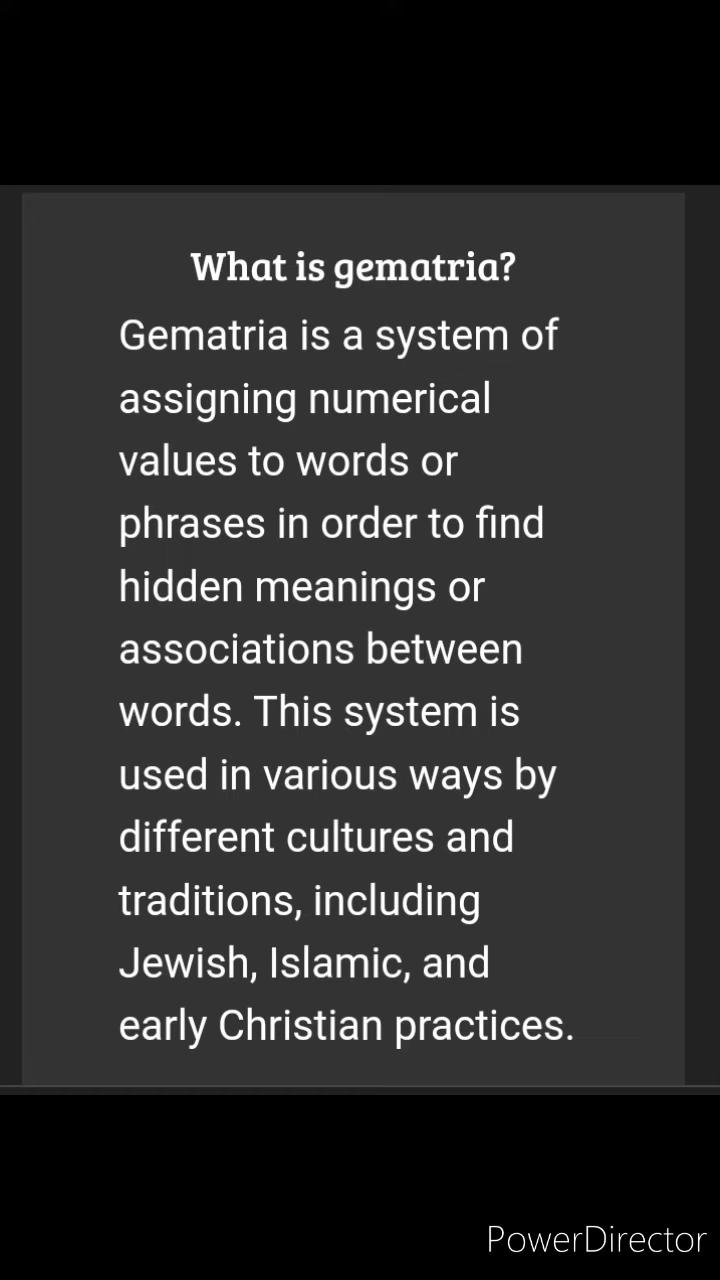 What is gematria?
Gematria is a system of
assigning numerical
values to words or
phrases in order to find
hidden meanings or
associations between
words. This system is
used in various ways by
different cultures and
traditions, including
Jewish, Islamic, and
early Christian practices.
PowerDirector